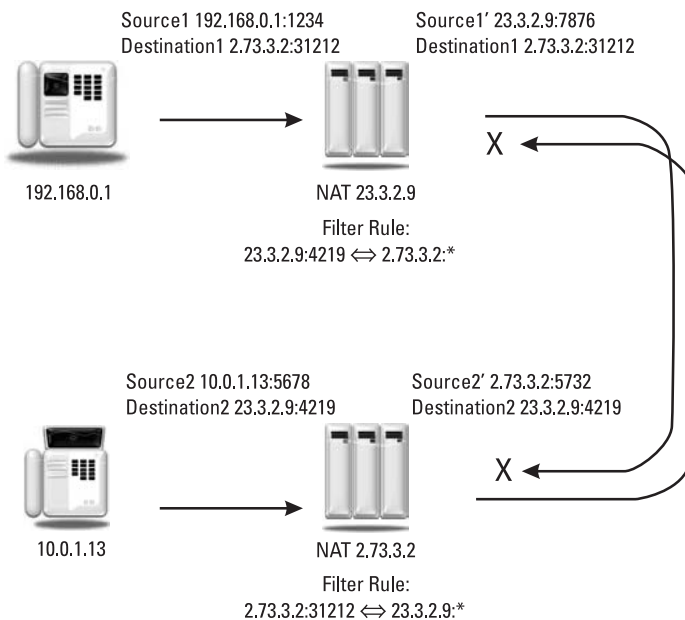 Source1 192.168.0.1:1234
Destination1 2.73.3.2:31212
Source1′ 23.3.2.9:7876
Destination1 2.73.3.2:31212
X
192.168.0.1
NAT 23.3.2.9
Filter Rule:
23.3.2.9:4219 ⇔ 2.73.3.2:*
Source2 10.0.1.13:5678
Destination2 23.3.2.9:4219
Source2′ 2.73.3.2:5732
Destination2 23.3.2.9:4219
X
10.0.1.13
NAT 2.73.3.2
Filter Rule:
2.73.3.2:31212 ⇔ 23.3.2.9:*